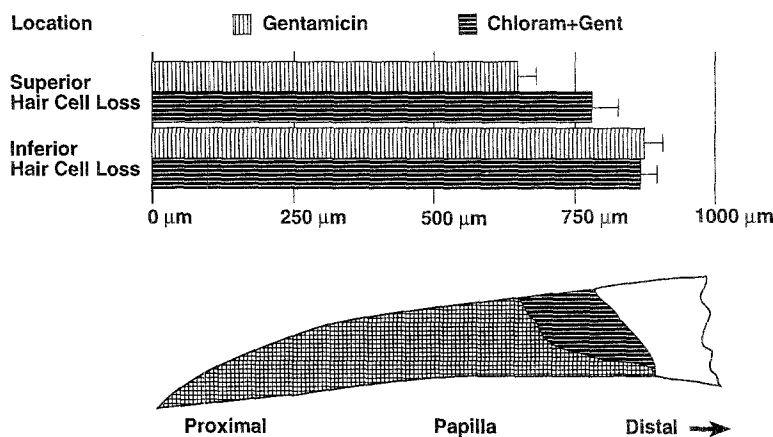 Location Gentamicin Chloram+Gent
Superior
Hair Cell Loss
Inferior
Hair Cell Loss
0 µm 250 µm 500 µm 750 µm 1000 µm
Proximal Papilla Distal